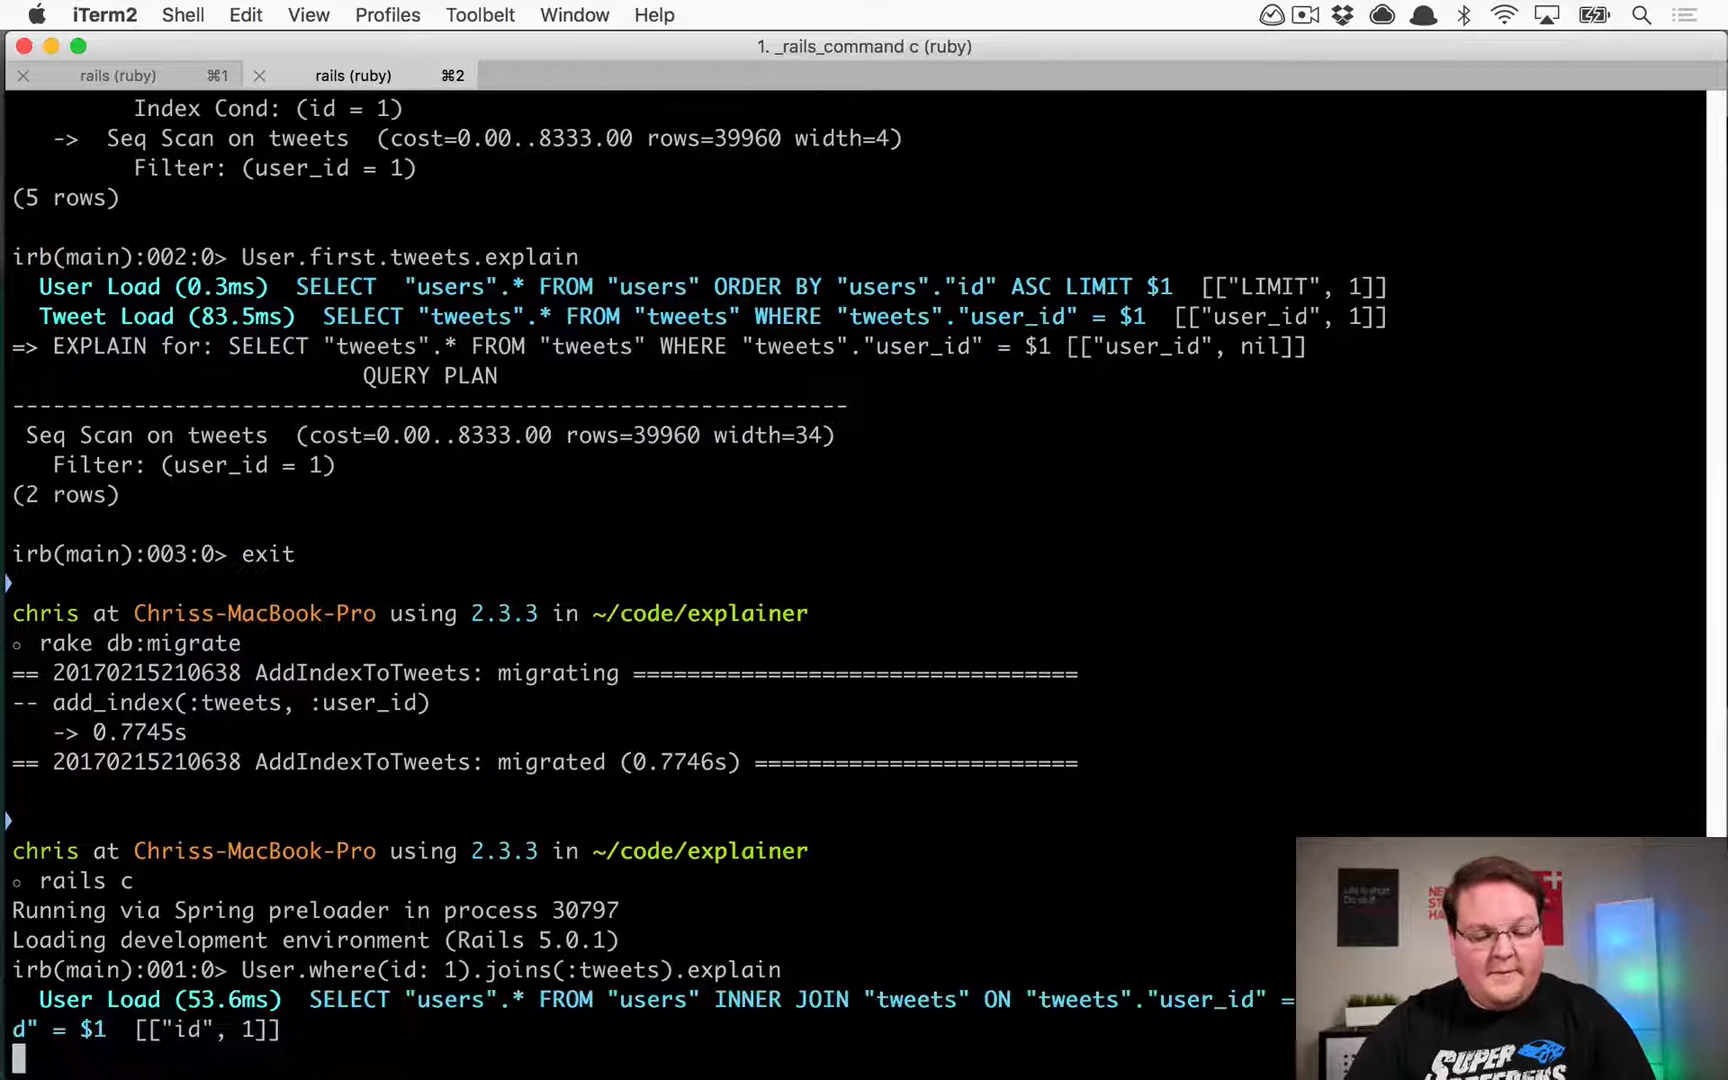 iTerm2 Shell Edit View Profiles Toolbelt Window Help
1. _rails_command c (ruby)
rails (ruby) ⌘1 rails (ruby) ⌘2
Index Cond: (id = 1)
-> Seq Scan on tweets (cost=0.00..8333.00 rows=39960 width=4)
Filter: (user_id = 1)
(5 rows)
irb(main):002:0> User.first.tweets.explain
User Load (0.3ms) SELECT "users".* FROM "users" ORDER BY "users"."id" ASC LIMIT $1 [["LIMIT", 1]]
Tweet Load (83.5ms) SELECT "tweets".* FROM "tweets" WHERE "tweets"."user_id" = $1 [["user_id", 1]]
=> EXPLAIN for: SELECT "tweets".* FROM "tweets" WHERE "tweets"."user_id" = $1 [["user_id", nil]]
QUERY PLAN
--------------------------------------------------------------
Seq Scan on tweets (cost=0.00..8333.00 rows=39960 width=34)
Filter: (user_id = 1)
(2 rows)
irb(main):003:0> exit
chris at Chriss-MacBook-Pro using 2.3.3 in ~/code/explainer
○ rake db:migrate
== 20170215210638 AddIndexToTweets: migrating =================================
-- add_index(:tweets, :user_id)
-> 0.7745s
== 20170215210638 AddIndexToTweets: migrated (0.7746s) ========================
chris at Chriss-MacBook-Pro using 2.3.3 in ~/code/explainer
○ rails c
Running via Spring preloader in process 30797
Loading development environment (Rails 5.0.1)
irb(main):001:0> User.where(id: 1).joins(:tweets).explain
User Load (53.6ms) SELECT "users".* FROM "users" INNER JOIN "tweets" ON "tweets"."user_id" =
d" = $1 [["id", 1]]
SUPER